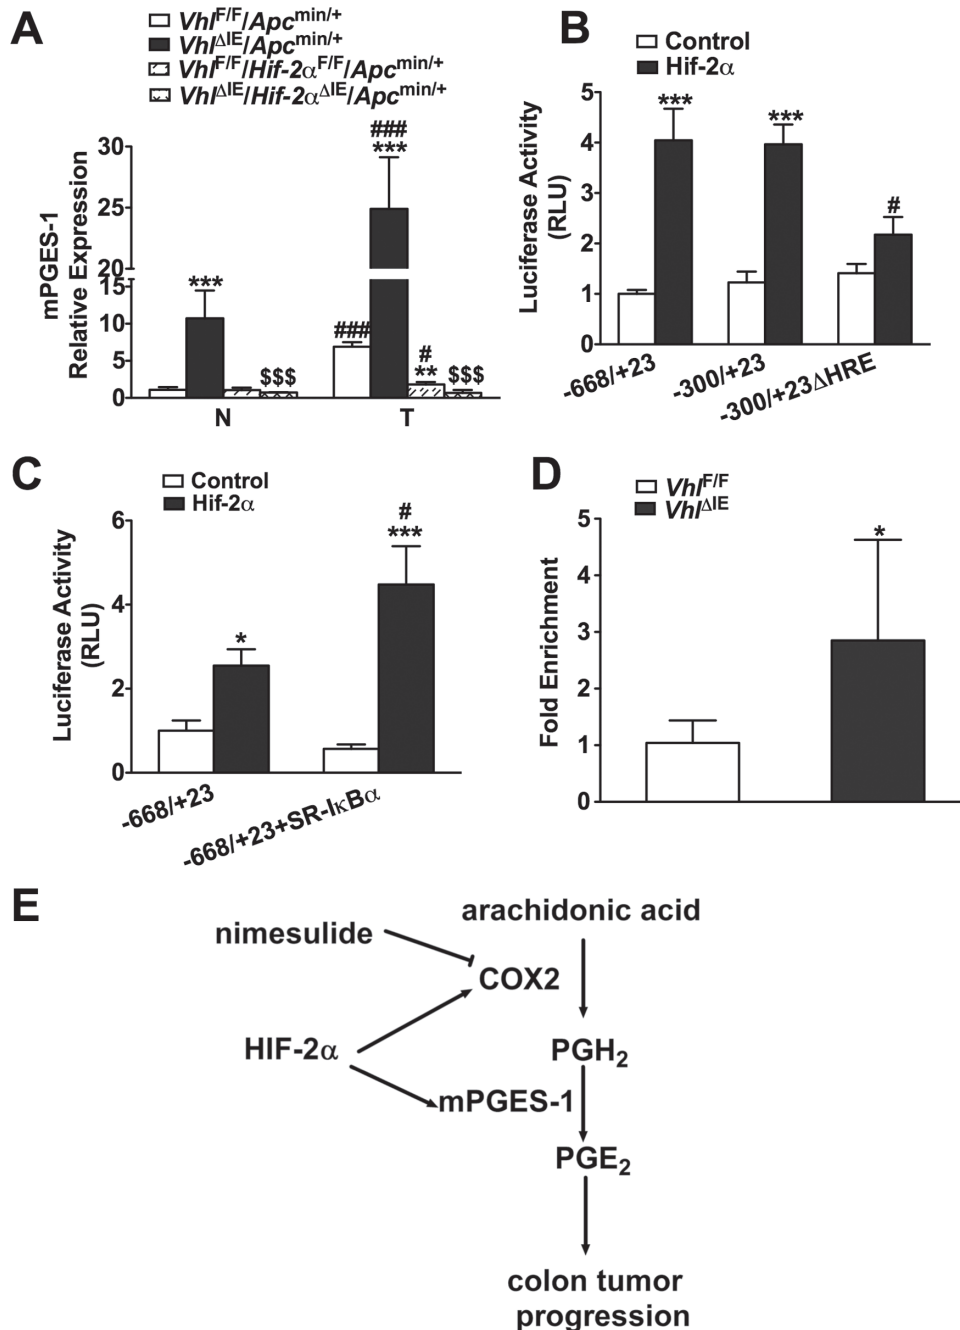 A
Vhl^F/F/Apc^min/+
Vhl^ΔIE/Apc^min/+
Vhl^F/F/Hif-2α^F/F/Apc^min/+
Vhl^ΔIE/Hif-2α^ΔIE/Apc^min/+
mPGES-1
Relative Expression
30
25
20
15
10
5
0
***
$$$
###
###
***
#
**
$$$
N
T
B
Control
Hif-2α
Luciferase Activity
(RLU)
5
4
3
2
1
0
***
***
#
-668/+23
-300/+23
-300/+23ΔHRE
C
Control
Hif-2α
Luciferase Activity
(RLU)
6
4
2
0
*
#
***
-668/+23
-668/+23+SR-IκBα
D
Vhl^F/F
Vhl^ΔIE
Fold Enrichment
5
4
3
2
1
0
*
E
arachidonic acid
nimesulide
COX2
HIF-2α
PGH₂
mPGES-1
PGE₂
colon tumor
progression